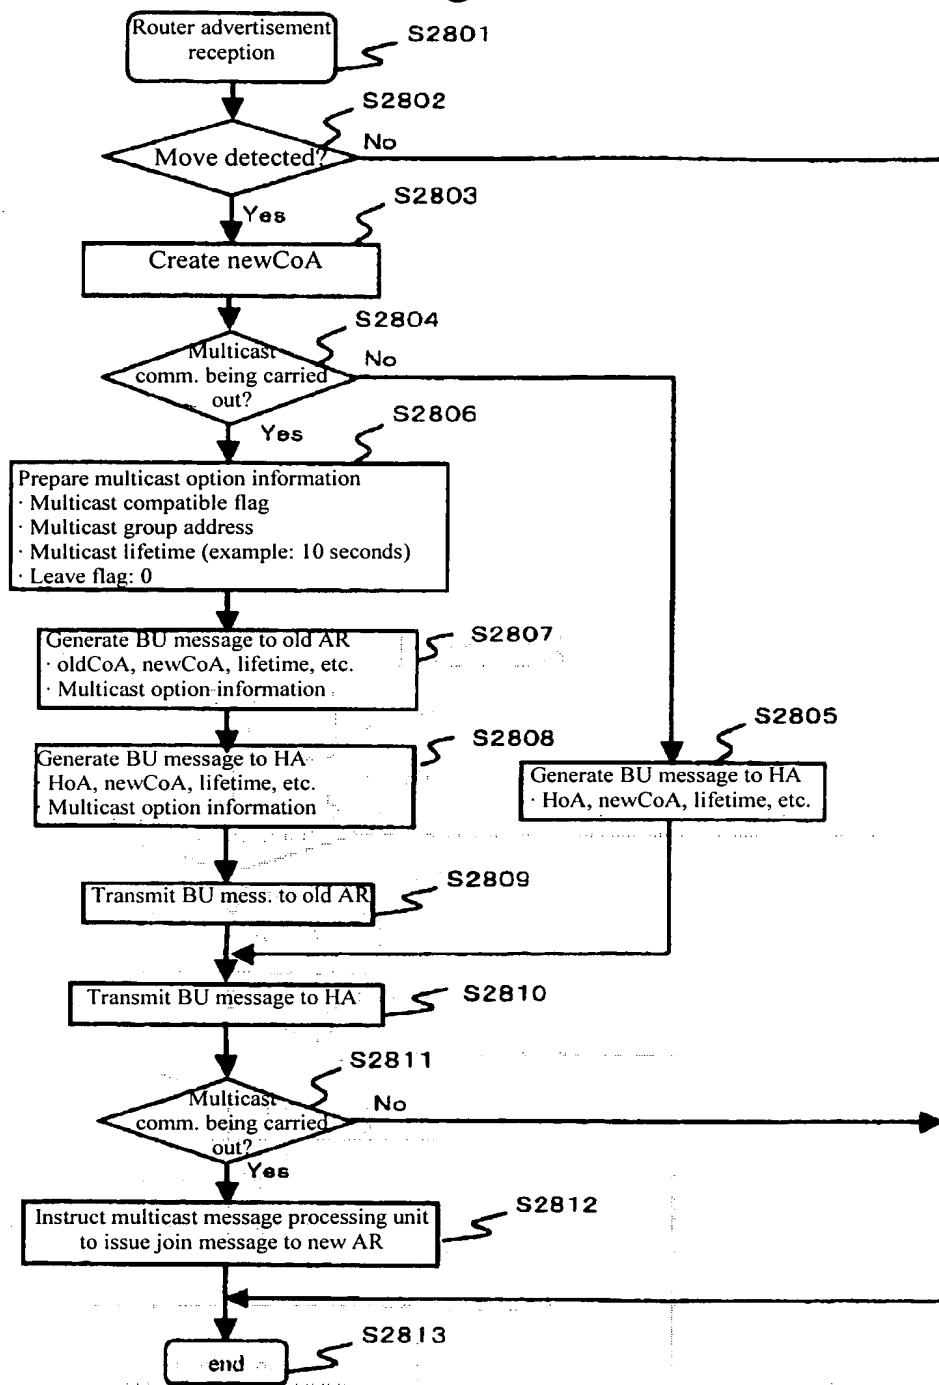 Router advertisement
reception
S2801
S2802
Move detected?
No
Yes
S2803
Create newCoA
S2804
Multicast
comm. being carried
out?
No
Yes
S2806
Prepare multicast option information
· Multicast compatible flag
· Multicast group address
· Multicast lifetime (example: 10 seconds)
· Leave flag: 0
S2807
Generate BU message to old AR
· oldCoA, newCoA, lifetime, etc.
· Multicast option information
S2808
Generate BU message to HA
· HoA, newCoA, lifetime, etc.
· Multicast option information
S2805
Generate BU message to HA
· HoA, newCoA, lifetime, etc.
S2809
Transmit BU mess. to old AR
S2810
Transmit BU message to HA
S2811
Multicast
comm. being carried
out?
No
Yes
S2812
Instruct multicast message processing unit
to issue join message to new AR
S2813
end